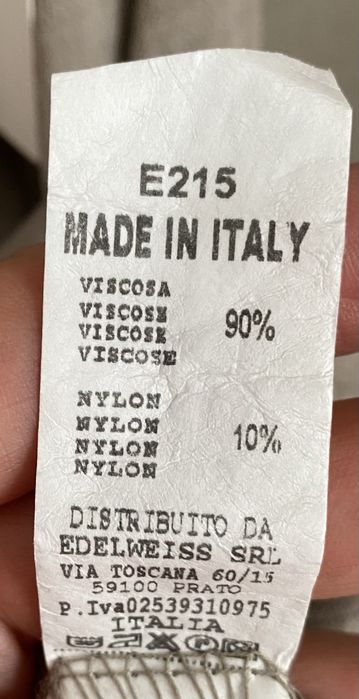 E215
MADE IN ITALY
VISCOSA
VISCOSE
VISCOSE 90%
VISCOSE
NYLON
NYLON
NYLON 10%
NYLON
DISTRIBUITO DA
EDELWEISS SRL
VIA TOSCANA 60/15
59100 PRATO
P.Iva02539310975
ITALIA